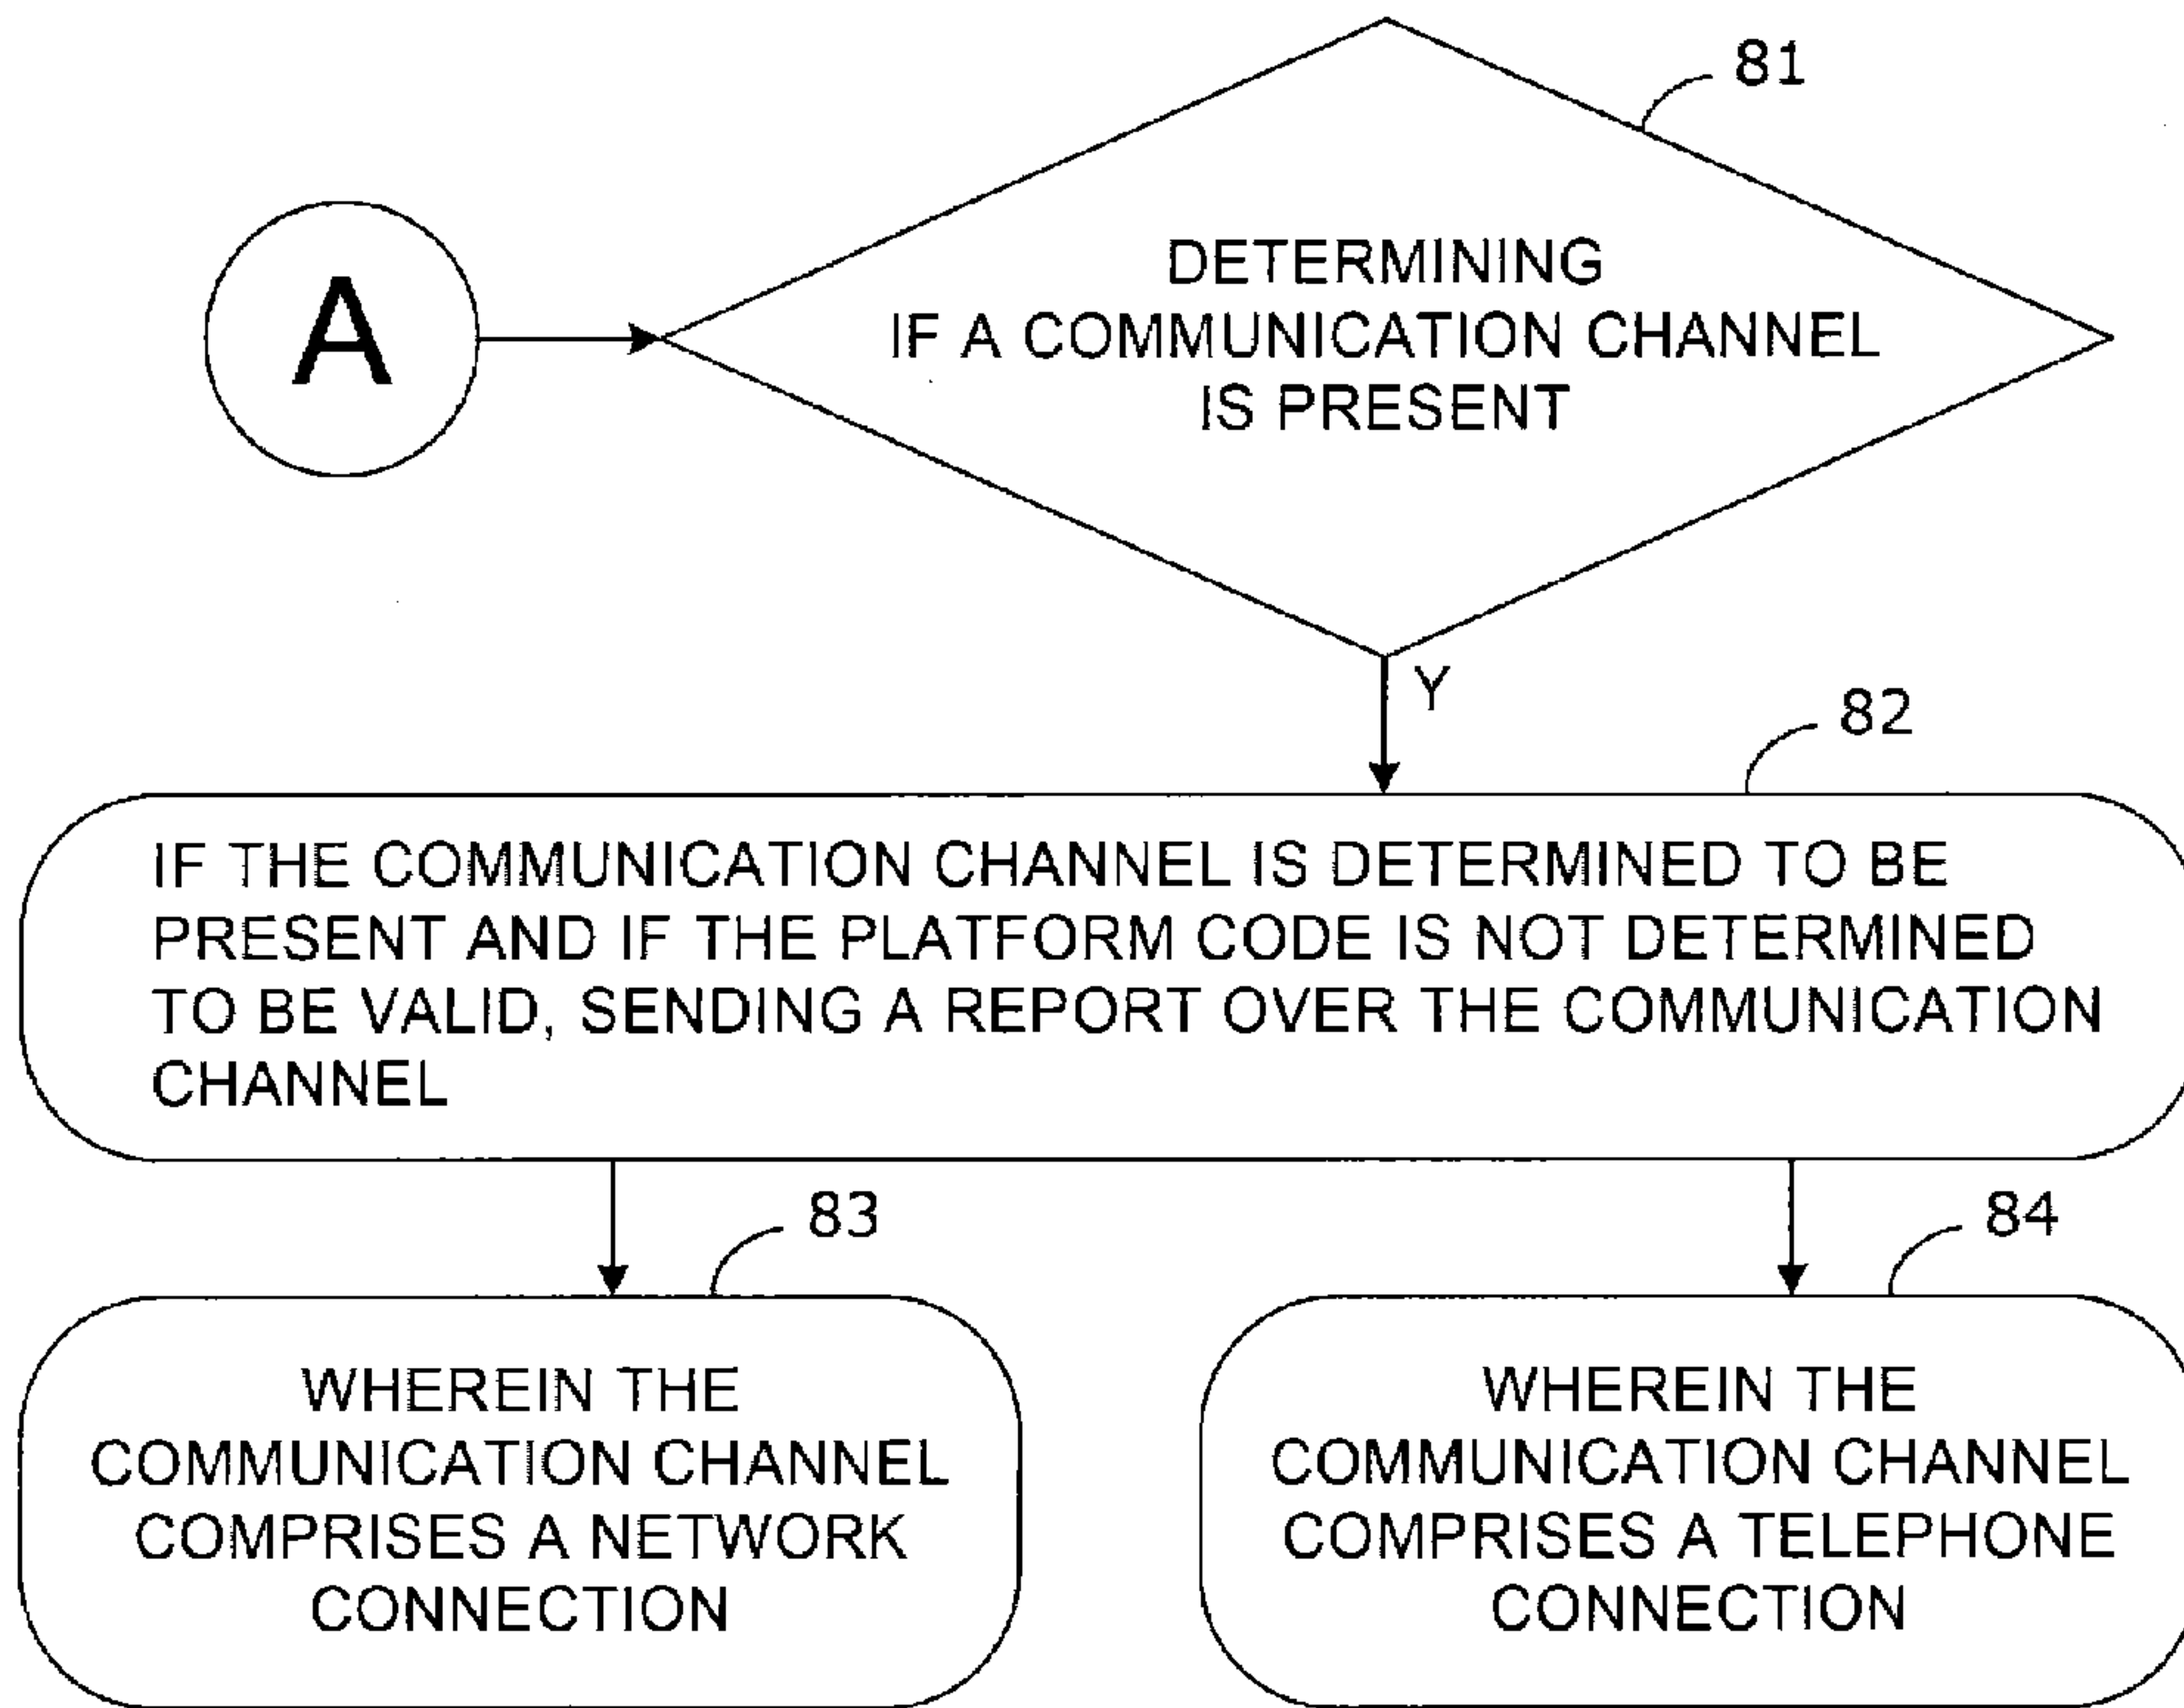 81
A
DETERMINING
IF A COMMUNICATION CHANNEL
IS PRESENT
Y
82
IF THE COMMUNICATION CHANNEL IS DETERMINED TO BE
PRESENT AND IF THE PLATFORM CODE IS NOT DETERMINED
TO BE VALID, SENDING A REPORT OVER THE COMMUNICATION
CHANNEL
83
84
WHEREIN THE
COMMUNICATION CHANNEL
COMPRISES A NETWORK
CONNECTION
WHEREIN THE
COMMUNICATION CHANNEL
COMPRISES A TELEPHONE
CONNECTION